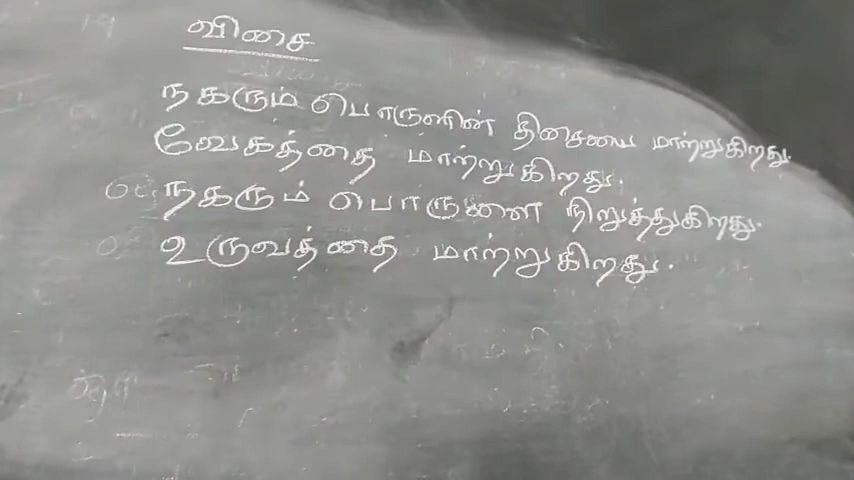 விசை
நகரும் பொருளின் திசையை மாற்றுகிறது.
வேகத்தை மாற்றுகிறது.
நகரும் பொருளை நிறுத்துகிறது.
உருவத்தை மாற்றுகிறது.